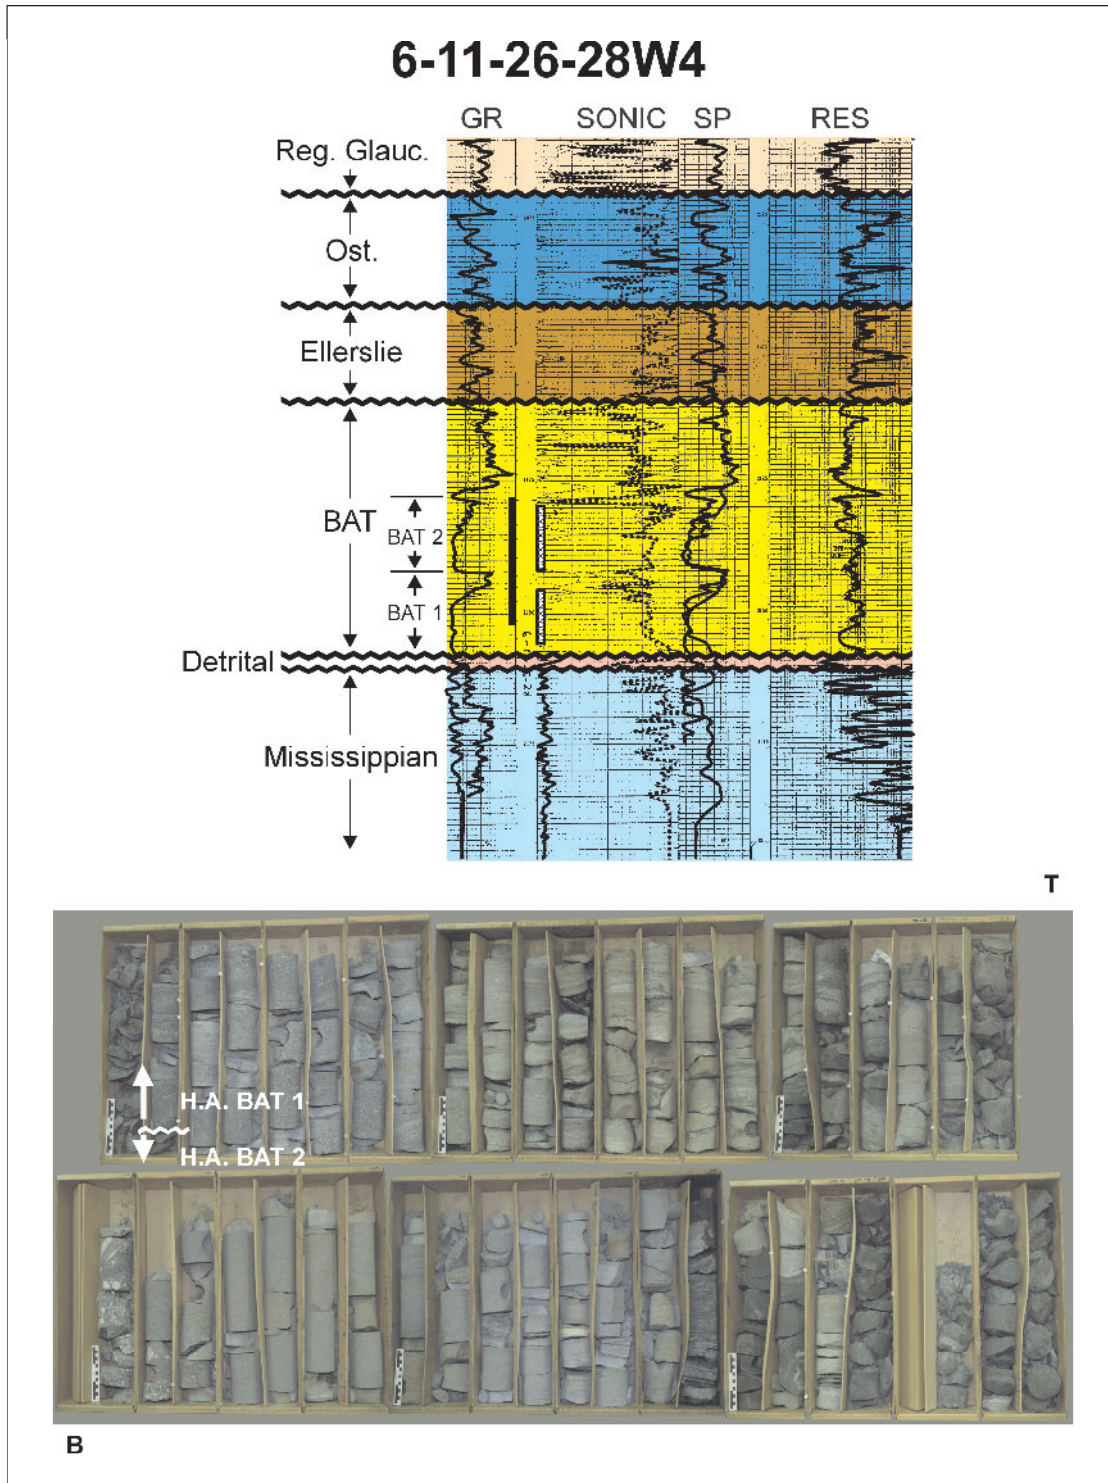 6-11-26-28W4
GR SONIC SP RES
Reg. Glauc.
Ost.
Ellerslie
BAT
BAT 2
BAT 1
Detrital
Mississippian
T
H.A. BAT 1
H.A. BAT 2
B